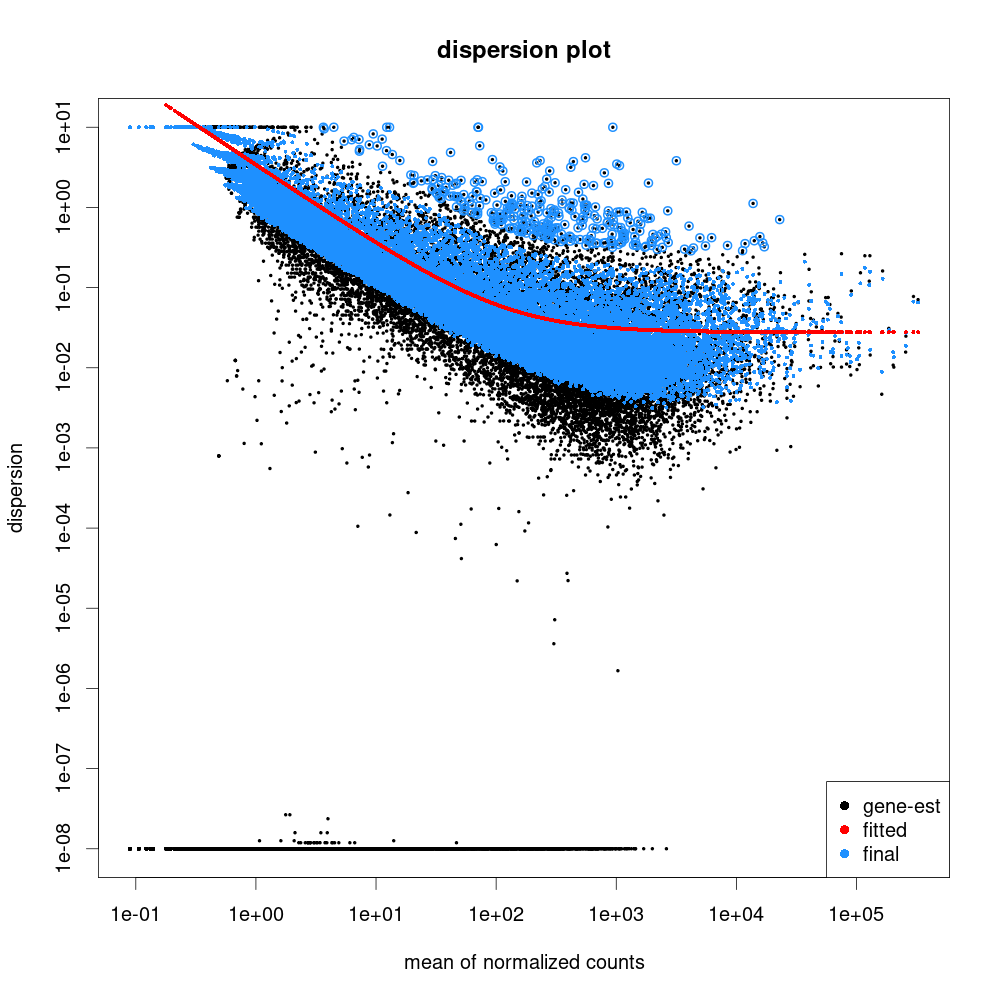 dispersion plot
dispersion
1e+01
1e+00
1e-01
1e-02
1e-03
1e-04
1e-05
1e-06
1e-07
1e-08
gene-est
fitted
final
1e-01 1e+00 1e+01 1e+02 1e+03 1e+04 1e+05
mean of normalized counts